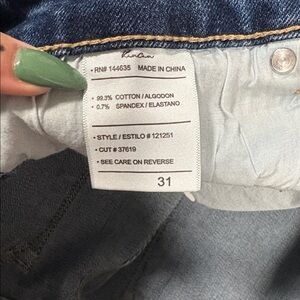 KanCan
• RN# 144635 MADE IN CHINA
• 99.3% COTTON / ALGODON
• 0.7% SPANDEX / ELASTANO
• STYLE / ESTILO # 121251
• CUT # 37619
• SEE CARE ON REVERSE
31